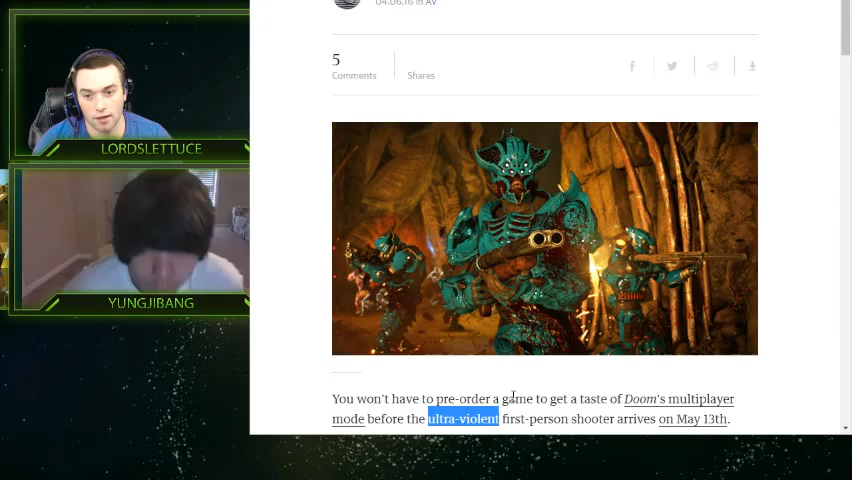 04.06.16 in AV
5
Comments
Shares
LORDSLETTUCE
YUNGJIBANG
You won't have to pre-order a game to get a taste of Doom's multiplayer
mode before the ultra-violent first-person shooter arrives on May 13th.